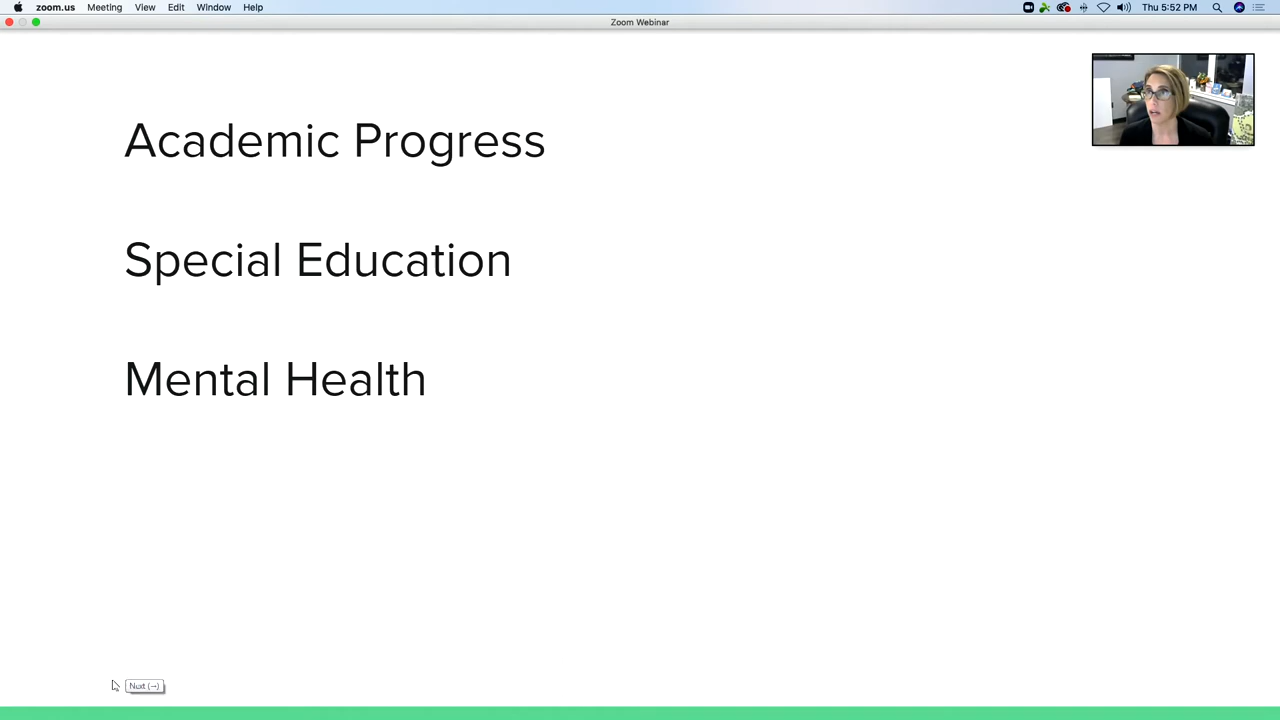 zoom.us Meeting View Edit Window Help Thu 5:52 PM
Zoom Webinar
Academic Progress
Special Education
Mental Health
Next (→)